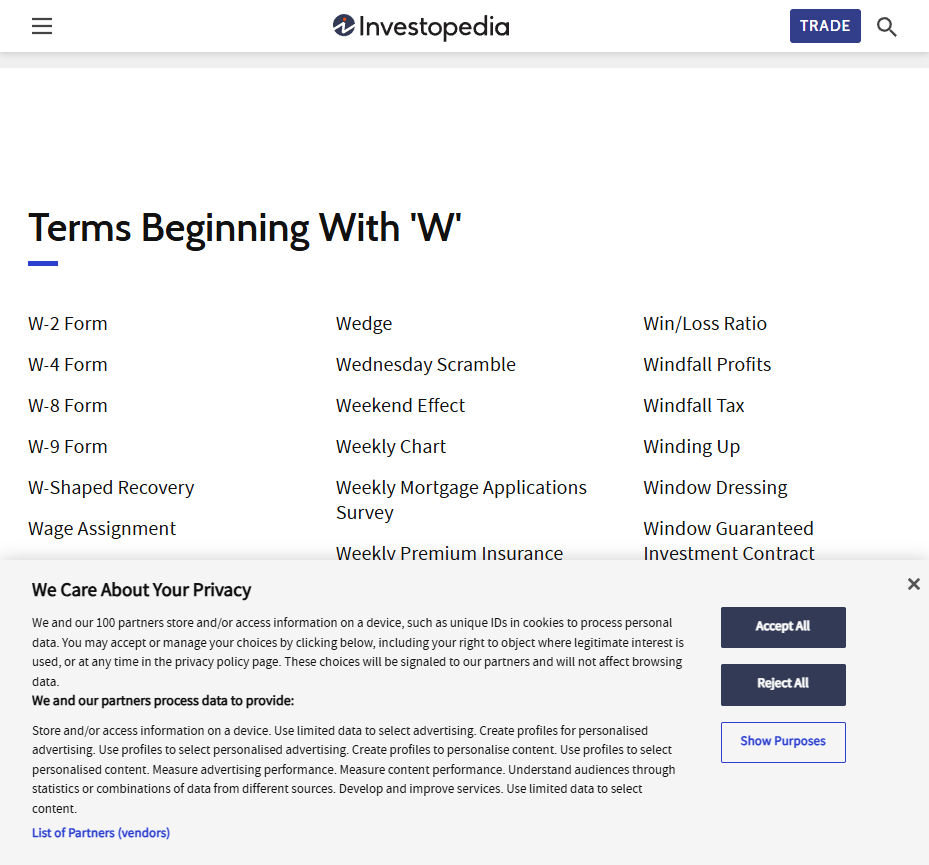 Investopedia
TRADE
Terms Beginning With 'W'
W-2 Form
W-4 Form
W-8 Form
W-9 Form
W-Shaped Recovery
Wage Assignment
Wedge
Wednesday Scramble
Weekend Effect
Weekly Chart
Weekly Mortgage Applications
Survey
Weekly Premium Insurance
Win/Loss Ratio
Windfall Profits
Windfall Tax
Winding Up
Window Dressing
Window Guaranteed
Investment Contract
We Care About Your Privacy
We and our 100 partners store and/or access information on a device, such as unique IDs in cookies to process personal
data. You may accept or manage your choices by clicking below, including your right to object where legitimate interest is
used, or at any time in the privacy policy page. These choices will be signaled to our partners and will not affect browsing
data.
We and our partners process data to provide:
Store and/or access information on a device. Use limited data to select advertising. Create profiles for personalised
advertising. Use profiles to select personalised advertising. Create profiles to personalise content. Use profiles to select
personalised content. Measure advertising performance. Measure content performance. Understand audiences through
statistics or combinations of data from different sources. Develop and improve services. Use limited data to select
content.
List of Partners (vendors)
Accept All
Reject All
Show Purposes